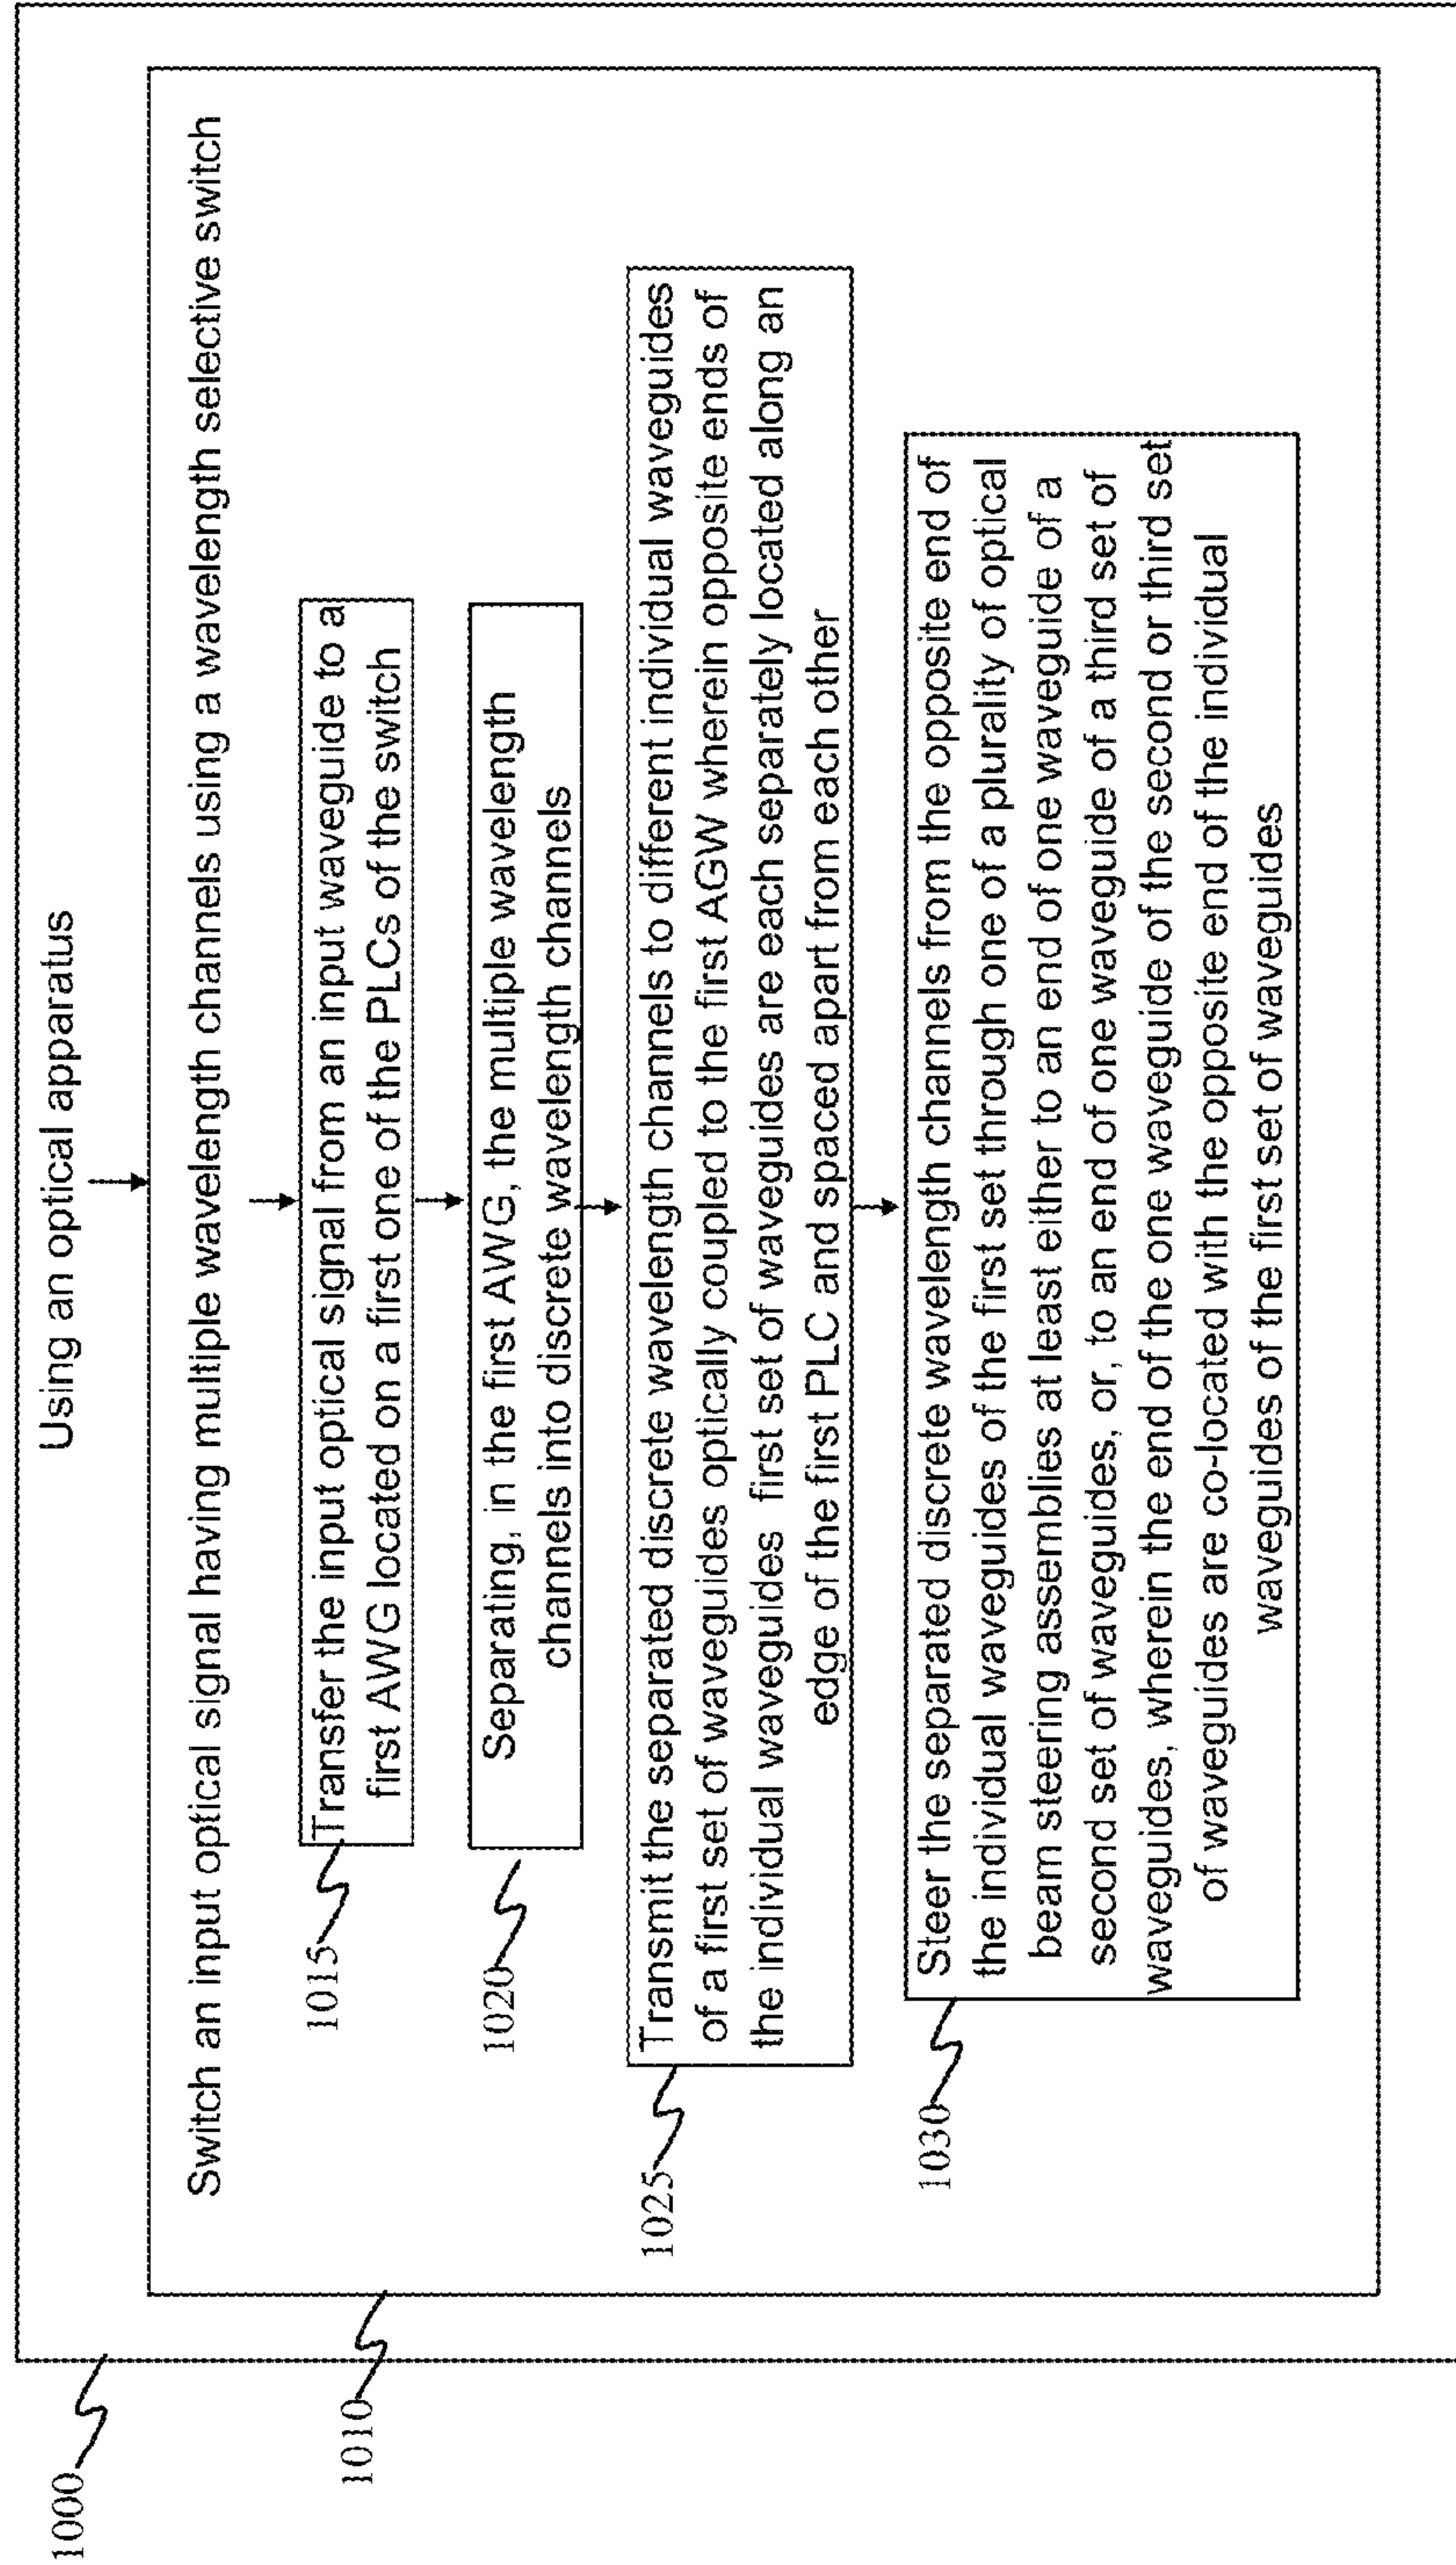 1000
Using an optical apparatus
1010
Switch an input optical signal having multiple wavelength channels using a wavelength selective switch
1015
Transfer the input optical signal from an input waveguide to a
first AWG located on a first one of the PLCs of the switch
1020
Separating, in the first AWG, the multiple wavelength
channels into discrete wavelength channels
1025
Transmit the separated discrete wavelength channels to different individual waveguides
of a first set of waveguides optically coupled to the first AGW wherein opposite ends of
the individual waveguides first set of waveguides are each separately located along an
edge of the first PLC and spaced apart from each other
1030
Steer the separated discrete wavelength channels from the opposite end of
the individual waveguides of the first set through one of a plurality of optical
beam steering assemblies at least either to an end of one waveguide of a
second set of waveguides, or, to an end of one waveguide of a third set of
waveguides, wherein the end of the one waveguide of the second or third set
of waveguides are co-located with the opposite end of the individual
waveguides of the first set of waveguides